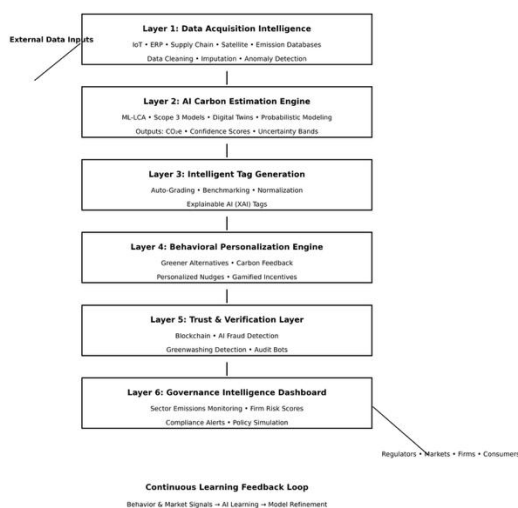 External Data Inputs
Layer 1: Data Acquisition Intelligence
IoT • ERP • Supply Chain • Satellite • Emission Databases
Data Cleaning • Imputation • Anomaly Detection
Layer 2: AI Carbon Estimation Engine
ML-LCA • Scope 3 Models • Digital Twins • Probabilistic Modeling
Outputs: CO₂e • Confidence Scores • Uncertainty Bands
Layer 3: Intelligent Tag Generation
Auto-Grading • Benchmarking • Normalization
Explainable AI (XAI) Tags
Layer 4: Behavioral Personalization Engine
Greener Alternatives • Carbon Feedback
Personalized Nudges • Gamified Incentives
Layer 5: Trust & Verification Layer
Blockchain • AI Fraud Detection
Greenwashing Detection • Audit Bots
Layer 6: Governance Intelligence Dashboard
Sector Emissions Monitoring • Firm Risk Scores
Compliance Alerts • Policy Simulation
Regulators • Markets • Firms • Consumers
Continuous Learning Feedback Loop
Behavior & Market Signals → AI Learning → Model Refinement